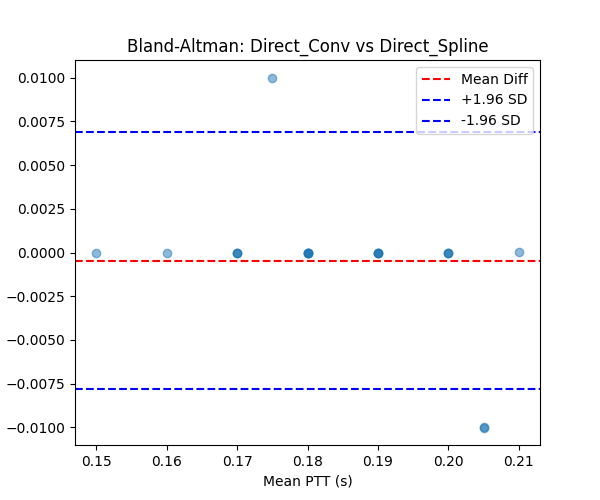 Bland-Altman: Direct_Conv vs Direct_Spline
Mean Diff
+1.96 SD
-1.96 SD
0.0100
0.0075
0.0050
0.0025
0.0000
−0.0025
−0.0050
−0.0075
−0.0100
0.15 0.16 0.17 0.18 0.19 0.20 0.21
Mean PTT (s)